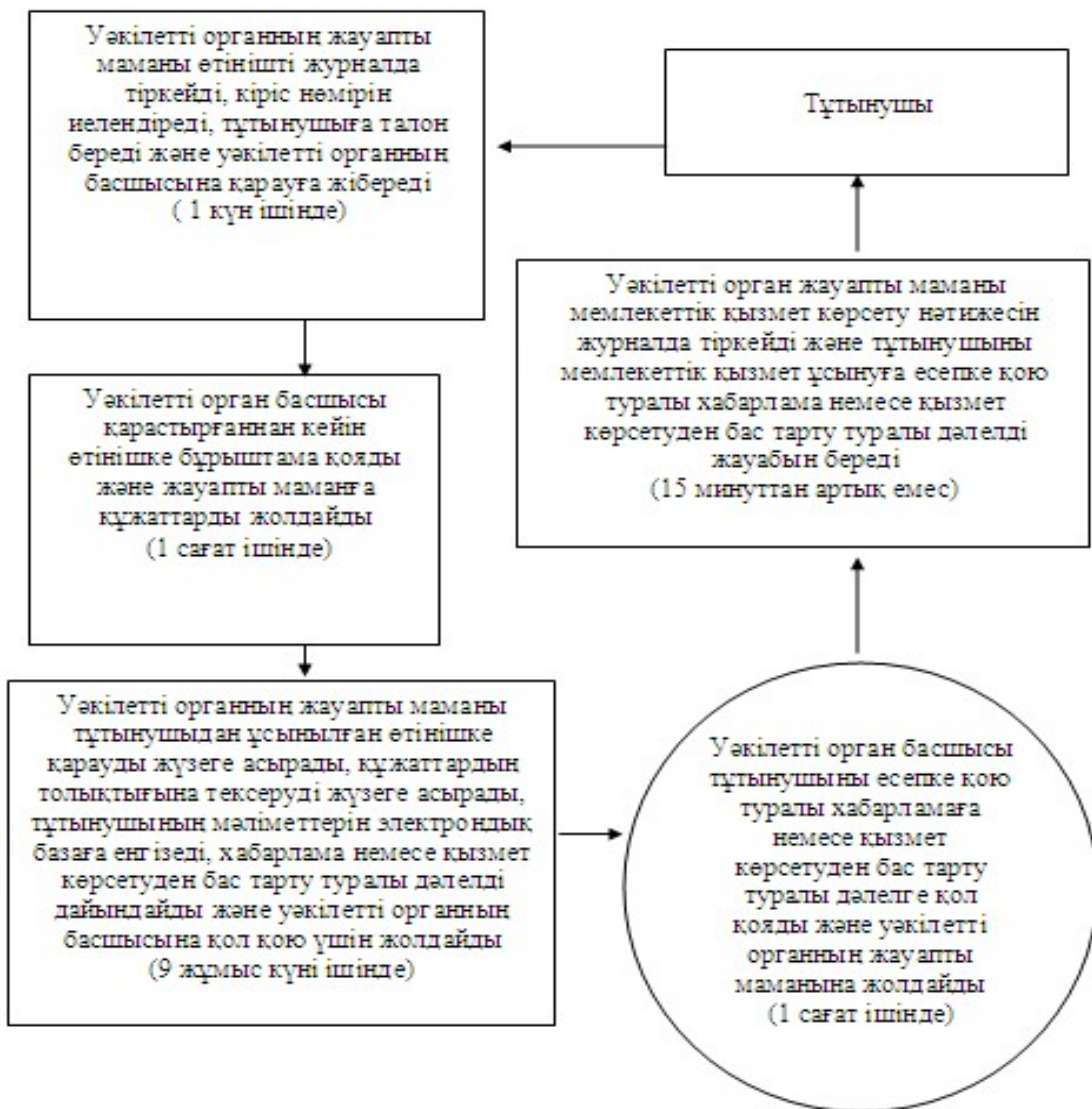 Уәкілетті органның жауапты
маманы өтінішті журналда
тіркейді, кіріс нөмірін
иелендіреді, тұтынушыға талон
береді және уәкілетті органның
басшысына қарауға жібереді
( 1 күн ішінде)
Тұтынушы
Уәкілетті орган жауапты маманы
мемлекеттік қызмет көрсету нәтижесін
журналда тіркейді және тұтынушыны
мемлекеттік қызмет ұсынуға есепке қою
туралы хабарлама немесе қызмет
көрсетуден бас тарту туралы дәлелді
жауабын береді
(15 минуттан артық емес)
Уәкілетті орган басшысы
қарастырғаннан кейін
өтінішке бұрыштама қояды
және жауапты маманға
құжаттарды жолдайды
(1 сағат ішінде)
Уәкілетті органның жауапты маманы
тұтынушыдан ұсынылған өтінішке
қарауды жүзеге асырады, құжаттардың
толықтығына тексеруді жүзеге асырады,
тұтынушының мәліметтерін электрондық
базаға енгізеді, хабарлама немесе қызмет
көрсетуден бас тарту туралы дәлелді
дайындайды және уәкілетті органның
басшысына қол қою үшін жолдайды
(9 жұмыс күні ішінде)
Уәкілетті орган басшысы
тұтынушыны есепке қою
туралы хабарламаға
немесе қызмет
көрсетуден бас тарту
туралы дәлелге қол
қояды және уәкілетті
органның жауапты
маманына жолдайды
(1 сағат ішінде)